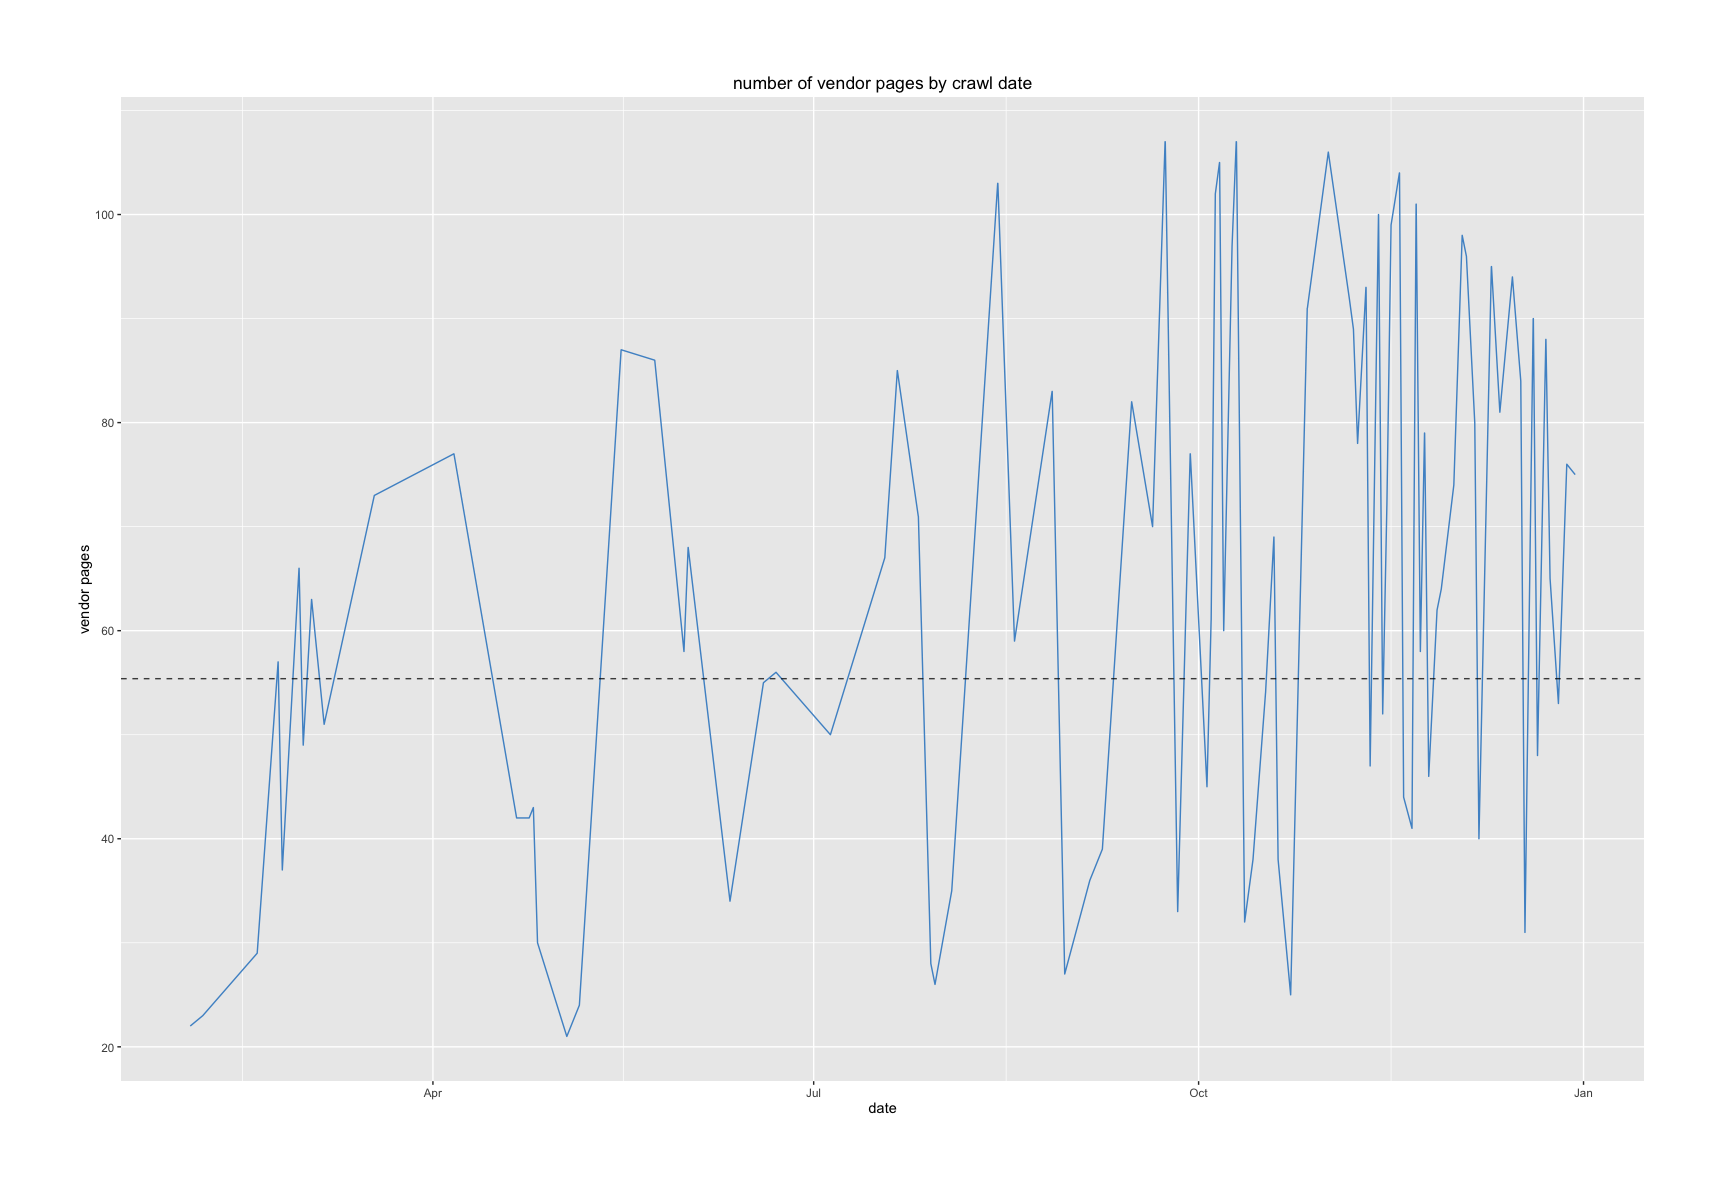 number of vendor pages by crawl date
vendor pages
100
80
60
40
20
Apr
Jul
Oct
Jan
date